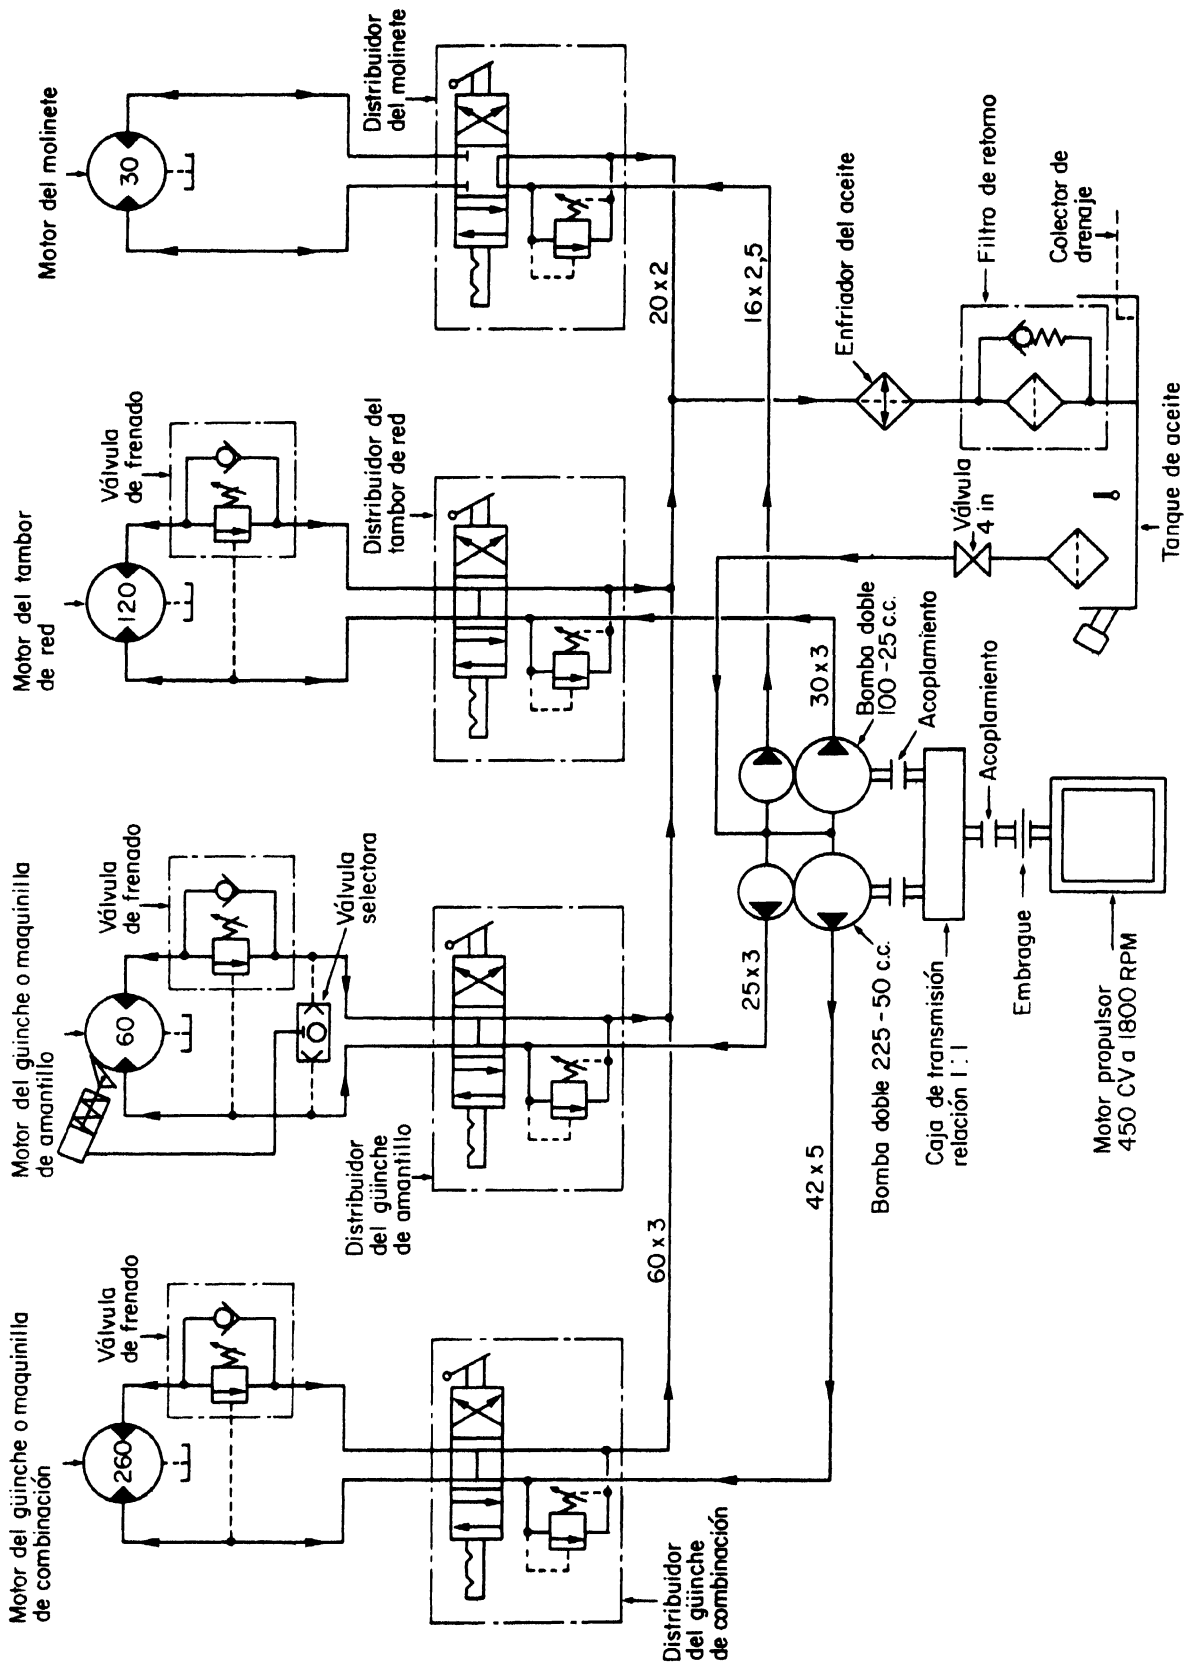 Motor del güinche o maquinilla
de combinación
260
Válvula
de frenado
Distribuidor
del güinche
de combinación
Motor del güinche o maquinilla
de amantillo
60
Válvula
de frenado
Válvula
selectora
Distribuidor
del güinche
de amantillo
Motor del tambor
de red
120
Válvula
de frenado
Distribuidor del
tambor de red
Motor del molinete
30
Distribuidor
del molinete
60 x 3
20 x 2
42 x 5
25 x 3
30 x 3
16 x 2,5
Bomba doble 225-50 c.c.
Bomba doble
100-25 c.c.
Acoplamiento
Caja de transmisión
relación 1:1
Acoplamiento
Embrague
Motor propulsor
450 CV a 1800 RPM
Enfriador del aceite
Filtro de retorno
Colector de
drenaje
Válvula
4 in
Tanque de aceite